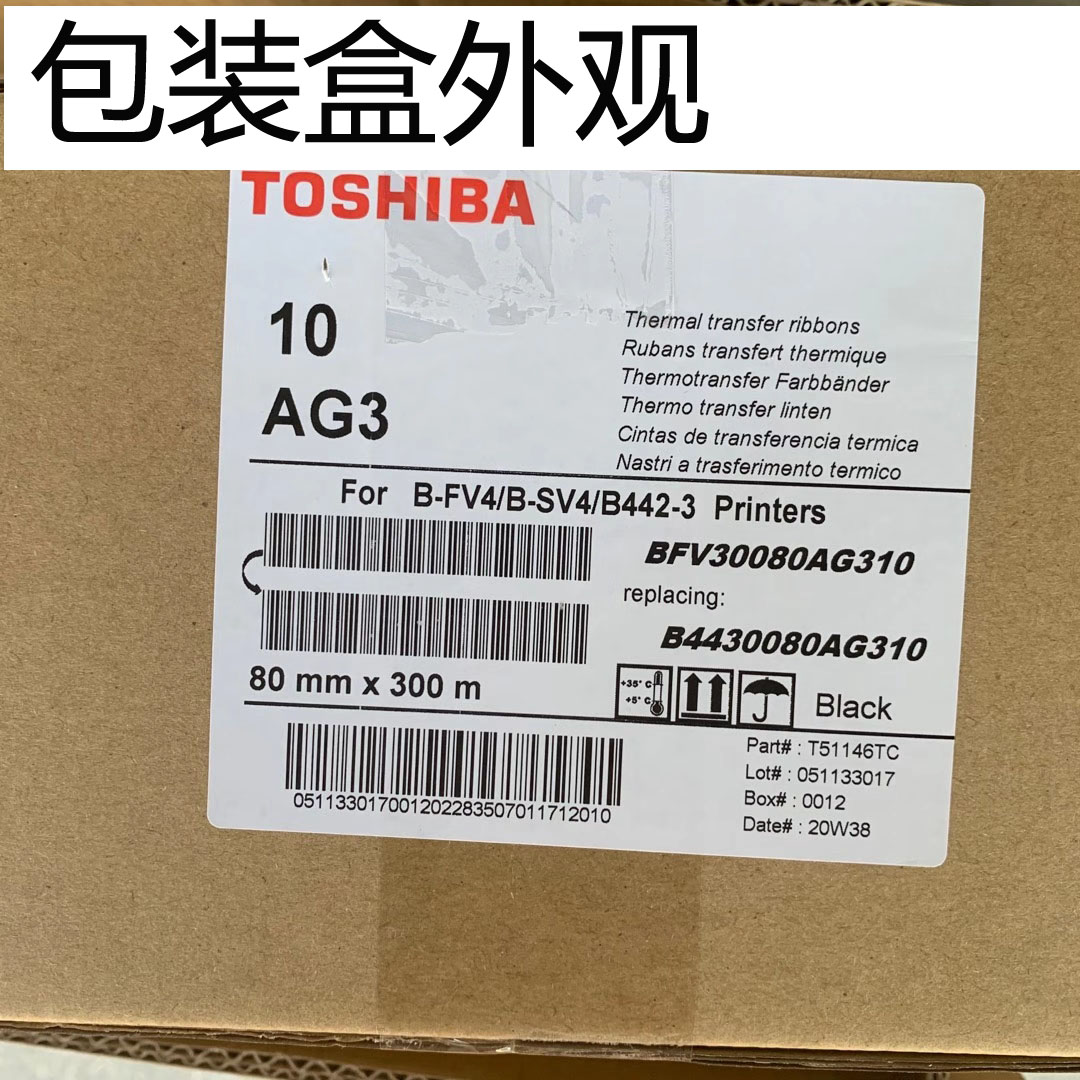 包装盒外观
TOSHIBA
10
AG3
Thermal transfer ribbons
Rubans transfert thermique
Thermotransfer Farbbänder
Thermo transfer linten
Cintas de transferencia termica
Nastri a trasferimento termico
For B-FV4/B-SV4/B442-3 Printers
BFV30080AG310
replacing:
B4430080AG310
80 mm x 300 m
+35° C
+5° C
Black
Part# : T51146TC
Lot# : 051133017
Box# : 0012
Date# : 20W38
051133017001202283507011712010